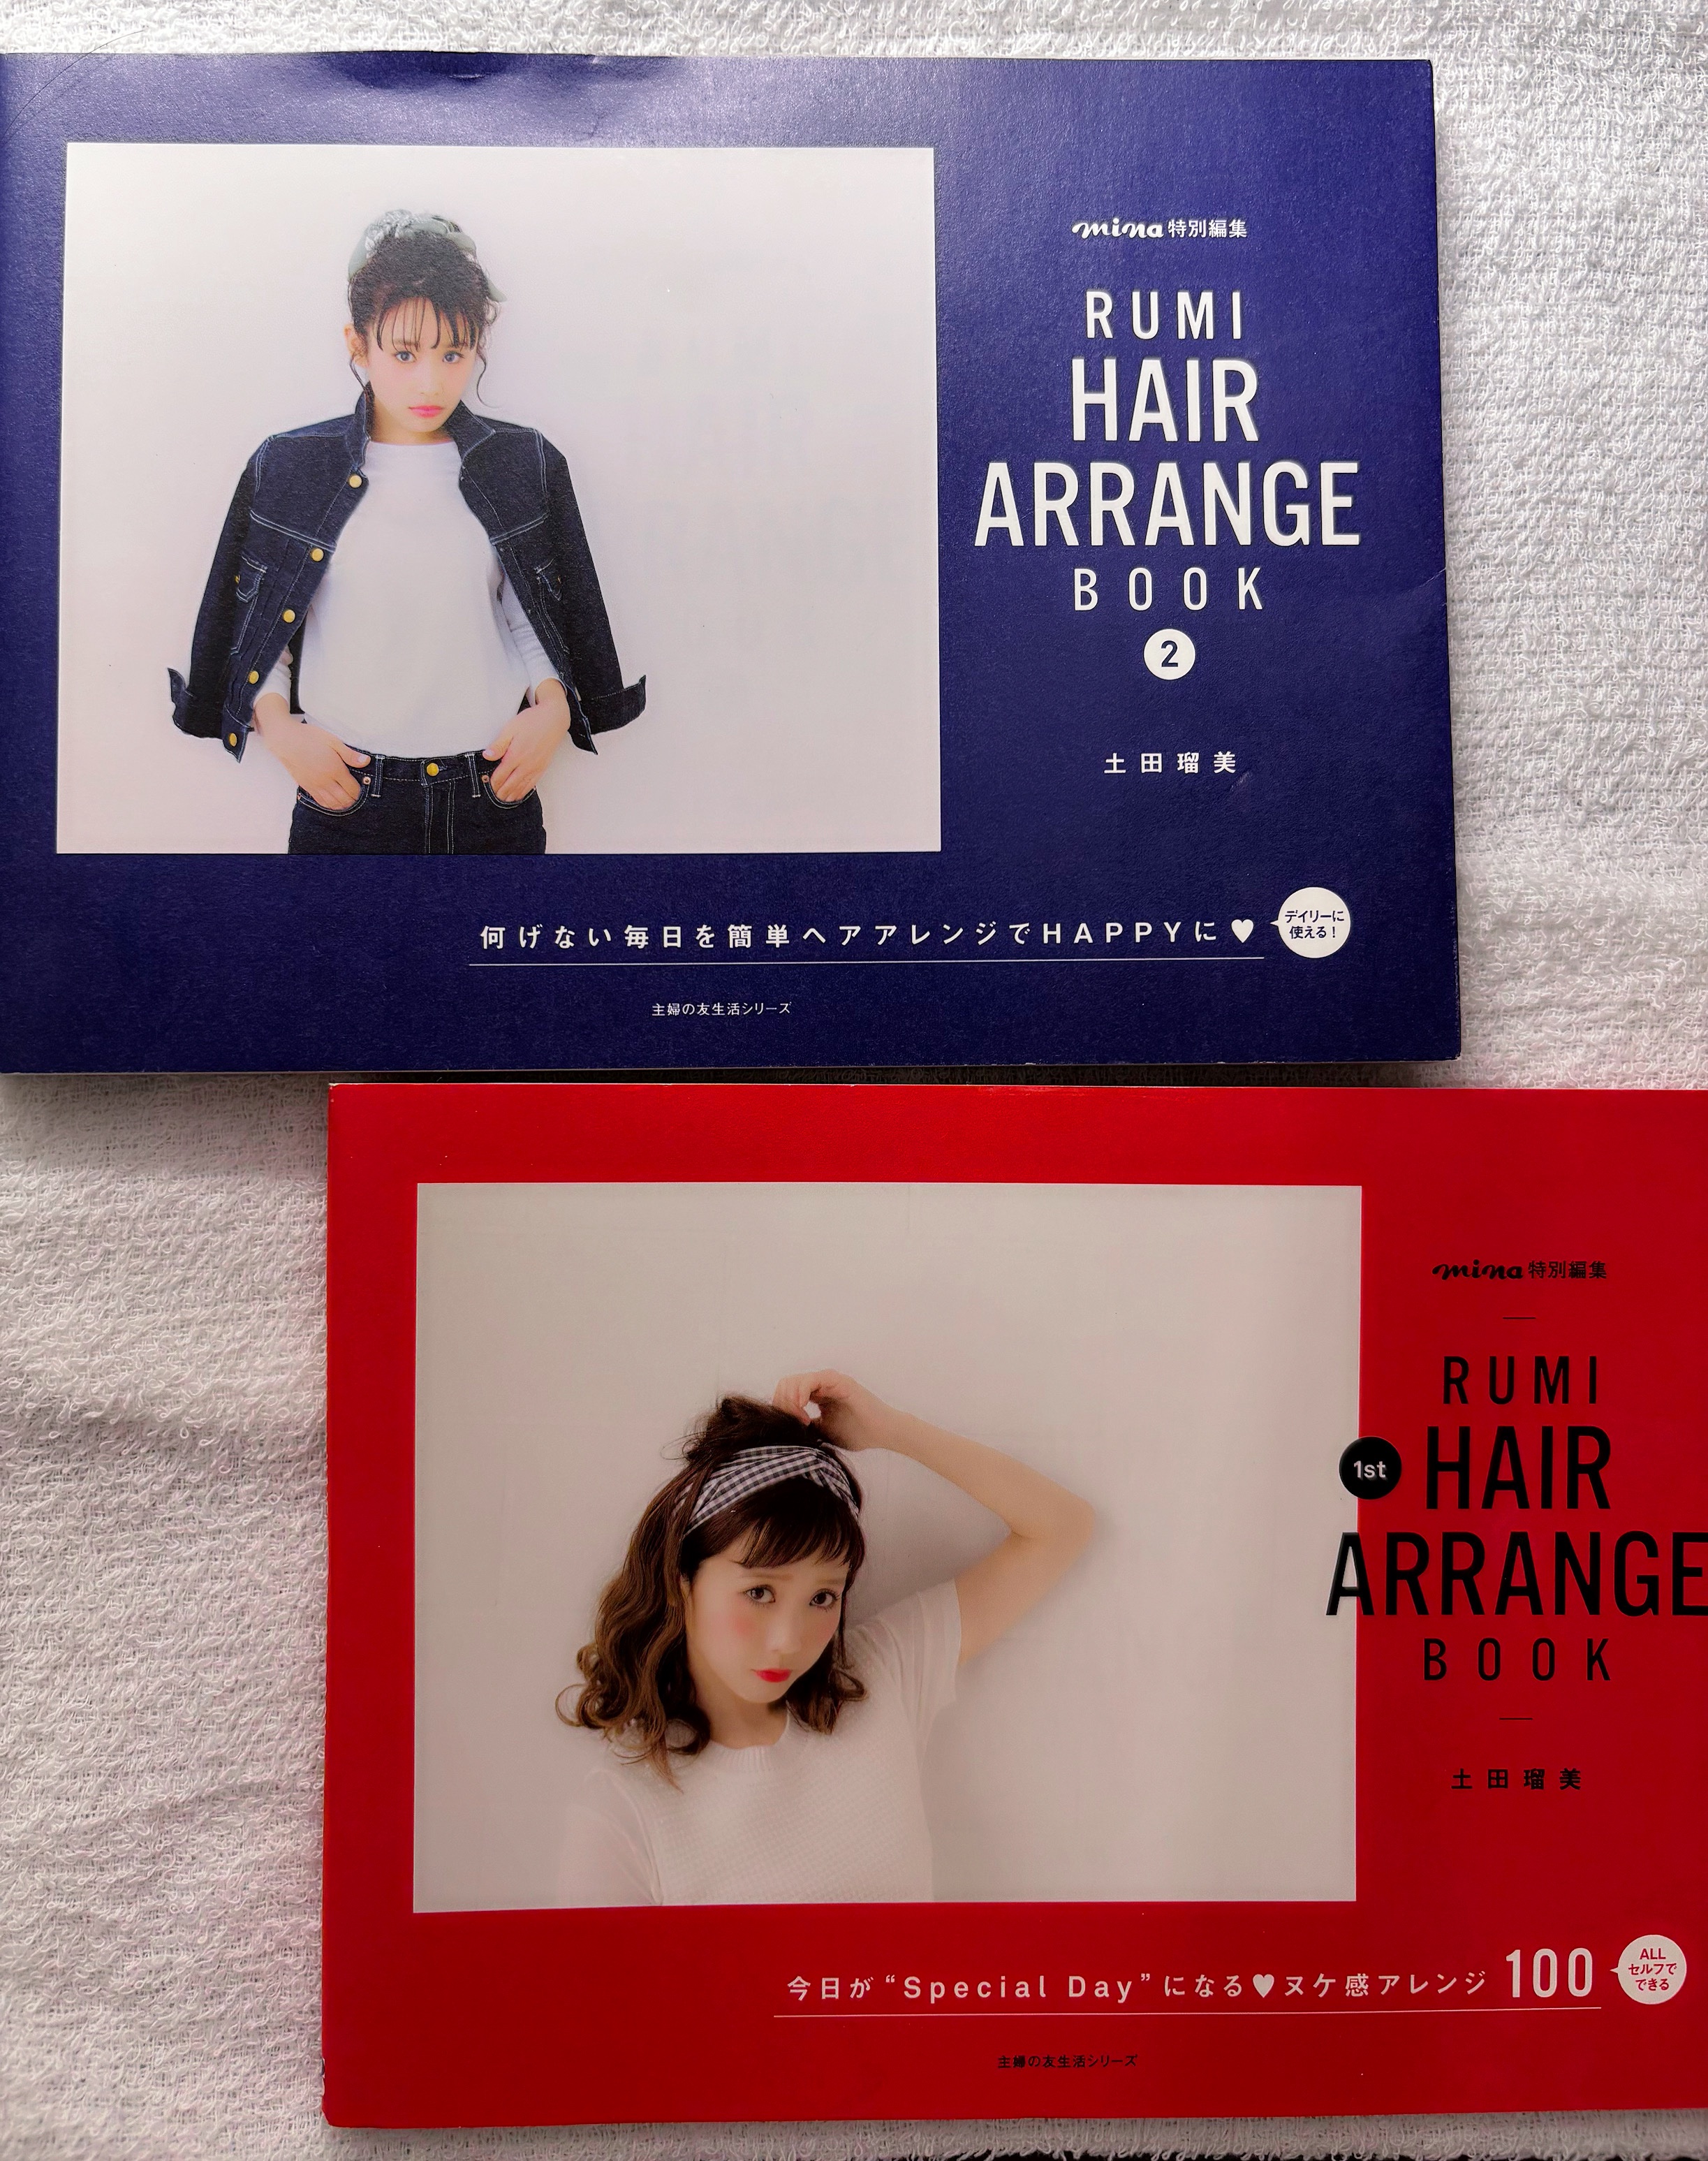 mina特別編集
RUMI
HAIR
ARRANGE
BOOK
2
土田瑠美
何げない毎日を簡単ヘアアレンジでHAPPYに♥
デイリーに
使える!
主婦の友生活シリーズ
mina特別編集
RUMI
1st HAIR
ARRANGE
BOOK
土田瑠美
今日が“Special Day”になる♥ヌケ感アレンジ 100
ALL
セルフで
できる
主婦の友生活シリーズ